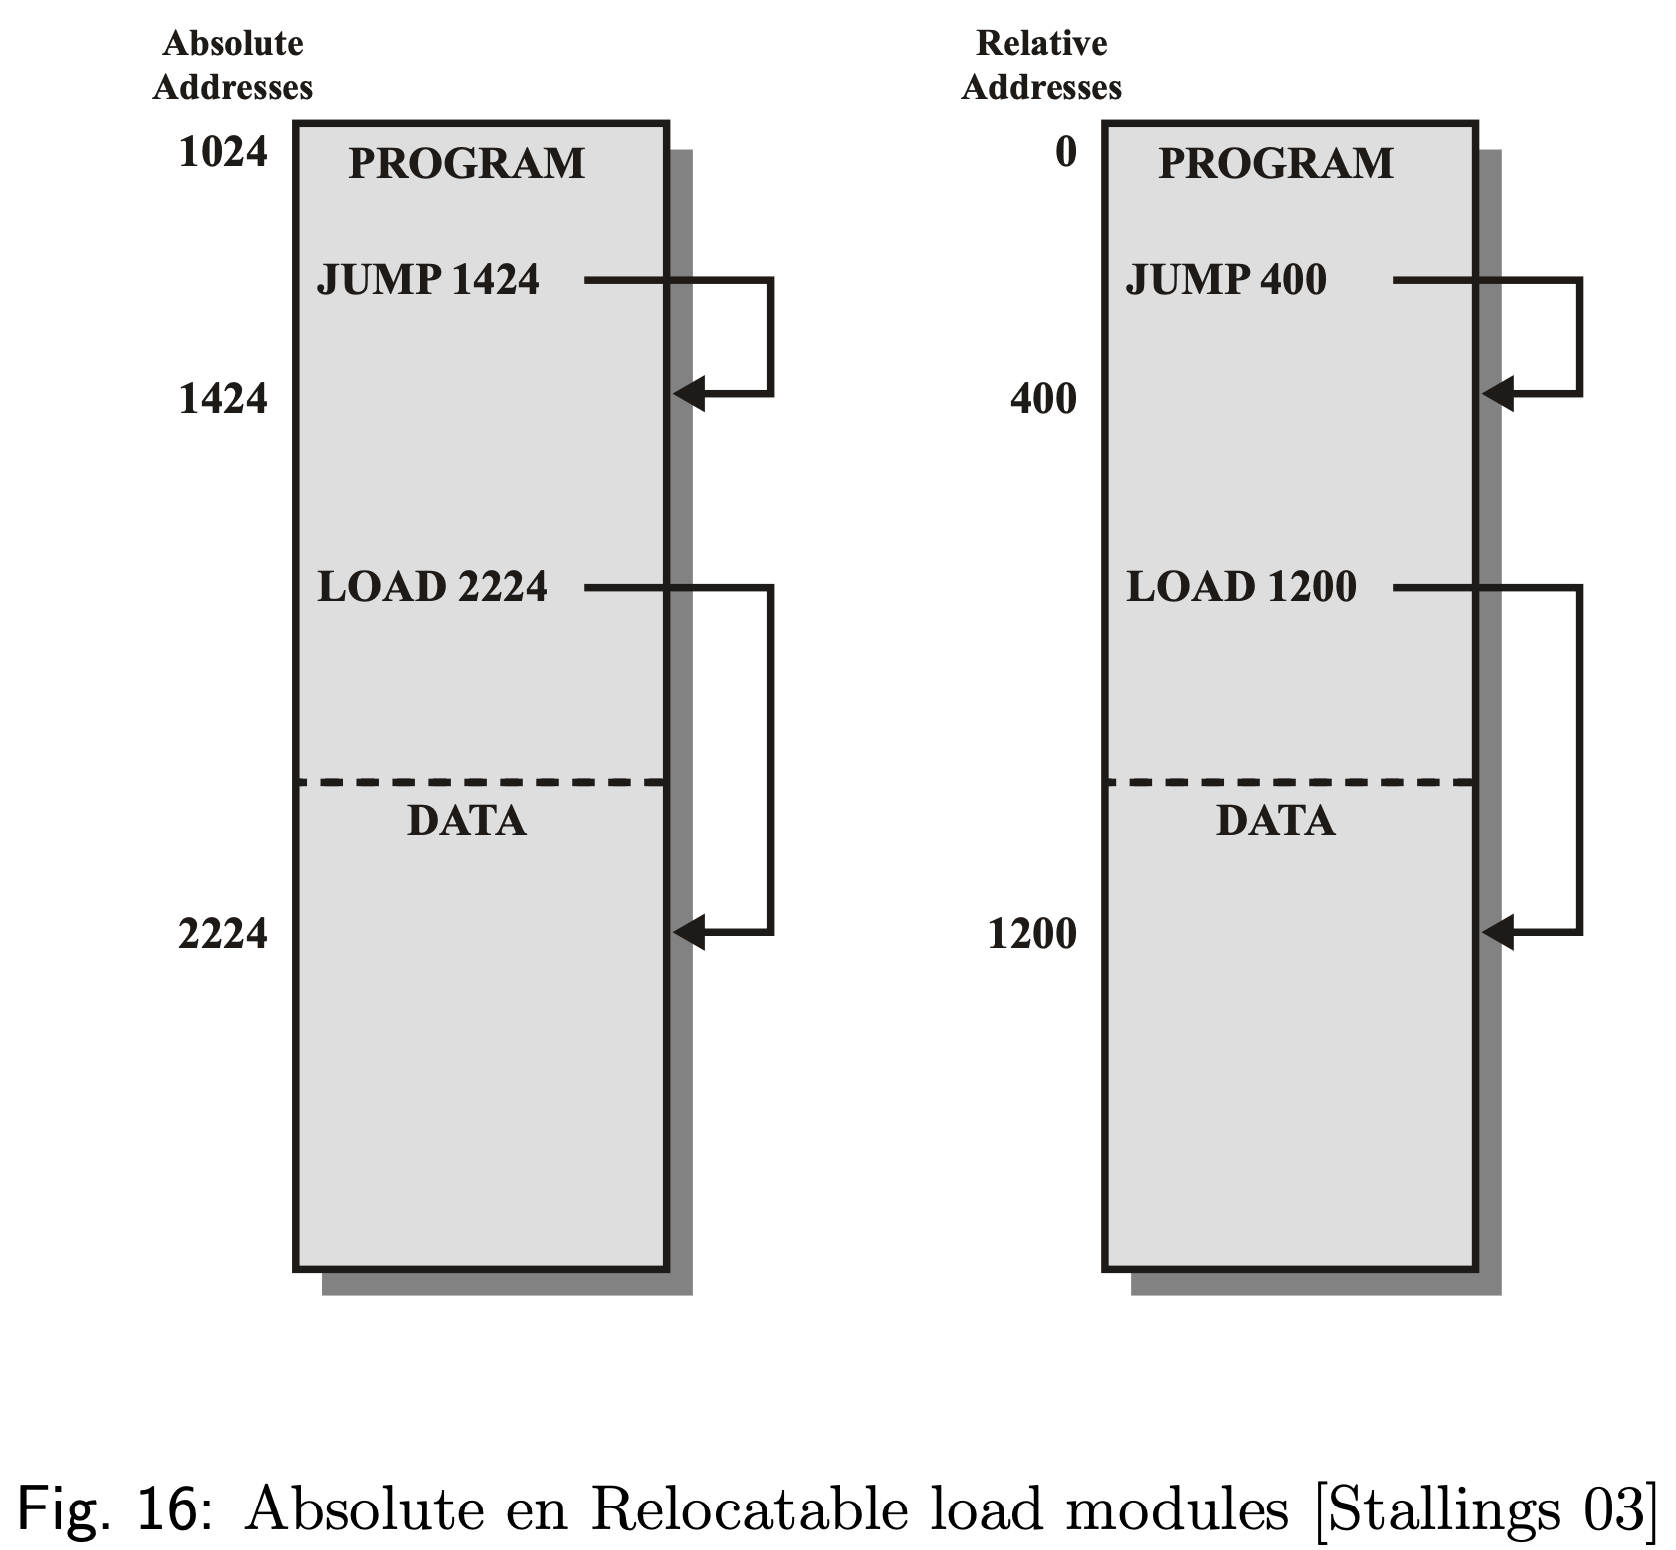 Absolute
Addresses
1024
PROGRAM
JUMP 1424
1424
LOAD 2224
DATA
2224
Relative
Addresses
0
PROGRAM
JUMP 400
400
LOAD 1200
DATA
1200
Fig. 16: Absolute en Relocatable load modules [Stallings 03]